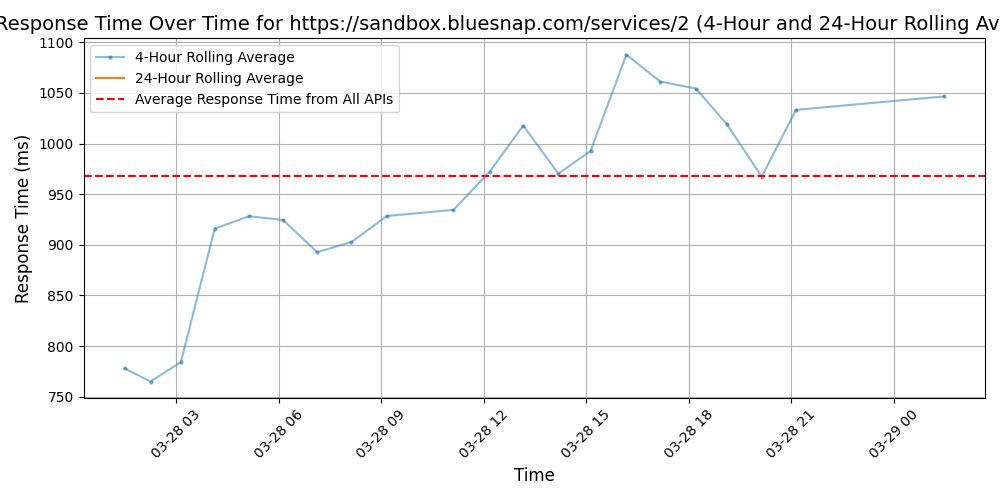 Response Time Over Time for https://sandbox.bluesnap.com/services/2 (4-Hour and 24-Hour Rolling Av
4-Hour Rolling Average
24-Hour Rolling Average
Average Response Time from All APIs
Response Time (ms)
1100
1050
1000
950
900
850
800
750
03-28 03
03-28 06
03-28 09
03-28 12
03-28 15
03-28 18
03-28 21
03-29 00
Time